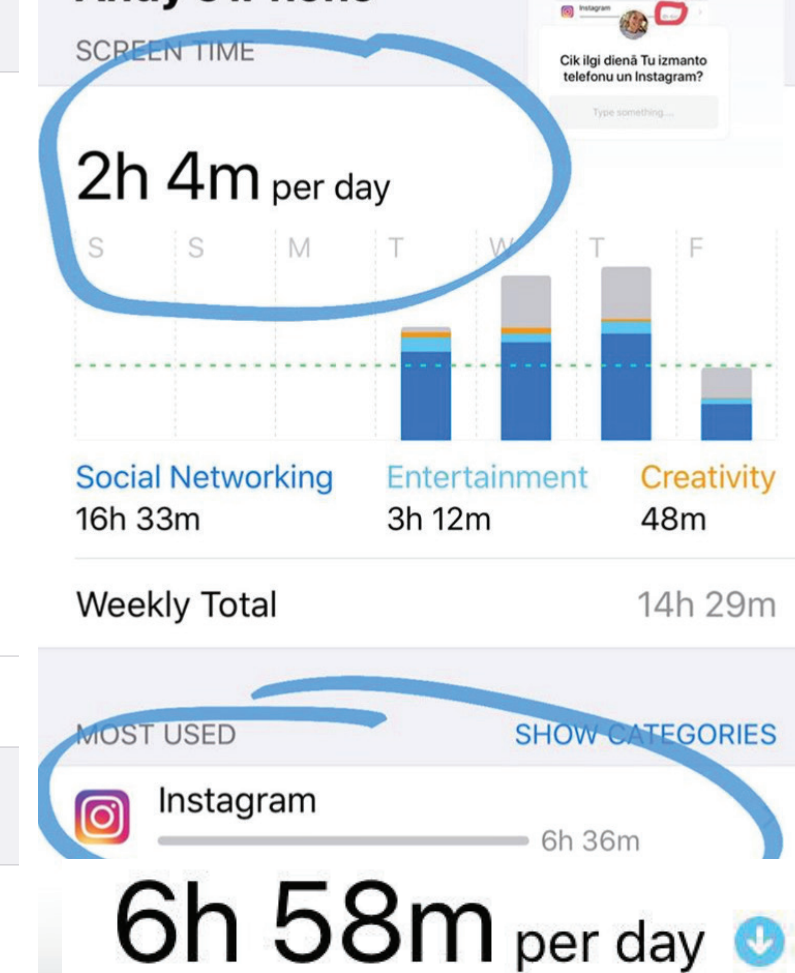 SCREEN TIME
Instagram
Cik ilgi dienā Tu izmanto
telefonu un Instagram?
Type something....
2h 4m per day
S S M T W T F
Social Networking Entertainment Creativity
16h 33m 3h 12m 48m
Weekly Total 14h 29m
MOST USED SHOW CATEGORIES
Instagram
6h 36m
6h 58m per day